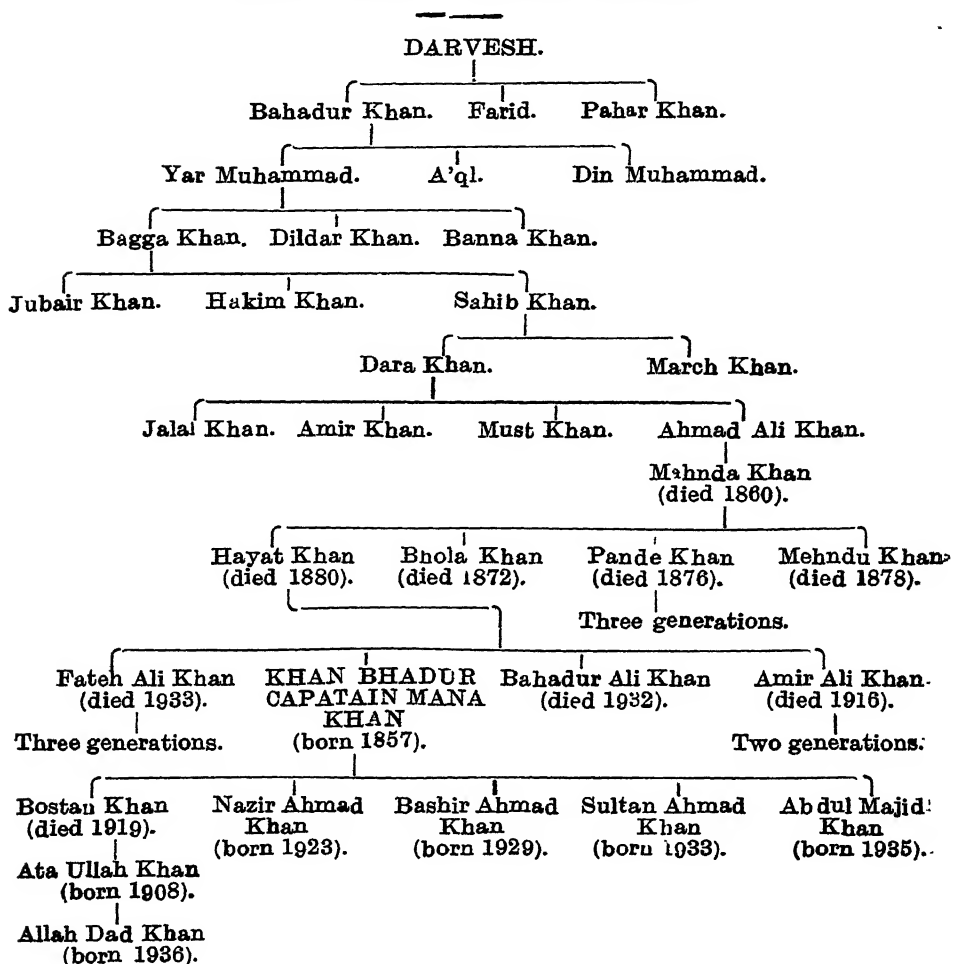 DARVESH.
Bahadur Khan. Farid. Pahar Khan.
Yar Muhammad. A'ql. Din Muhammad.
Bagga Khan. Dildar Khan. Banna Khan.
Jubair Khan. Hakim Khan. Sahib Khan.
Dara Khan. March Khan.
Jalal Khan. Amir Khan. Must Khan. Ahmad Ali Khan.
Mahnda Khan
(died 1860).
Hayat Khan Bhola Khan Pande Khan Mehndu Khan
(died 1880). (died 1872). (died 1876). (died 1878).
Three generations.
Fateh Ali Khan KHAN BHADUR Bahadur Ali Khan Amir Ali Khan.
(died 1933). CAPATAIN MANA (died 1932). (died 1916).
KHAN
Three generations. (born 1857). Two generations.
Bostan Khan Nazir Ahmad Bashir Ahmad Sultan Ahmad Abdul Majid
(died 1919). Khan Khan Khan Khan
(born 1923). (born 1929). (born 1933). (born 1935).
Ata Ullah Khan
(born 1908).
Allah Dad Khan
(born 1936).